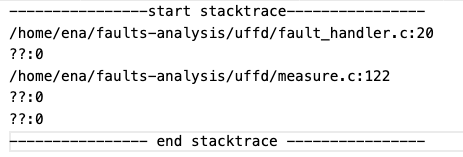 ----------------start stacktrace----------------
/home/ena/faults-analysis/uffd/fault_handler.c:20
??:0
/home/ena/faults-analysis/uffd/measure.c:122
??:0
??:0
---------------- end stacktrace ----------------